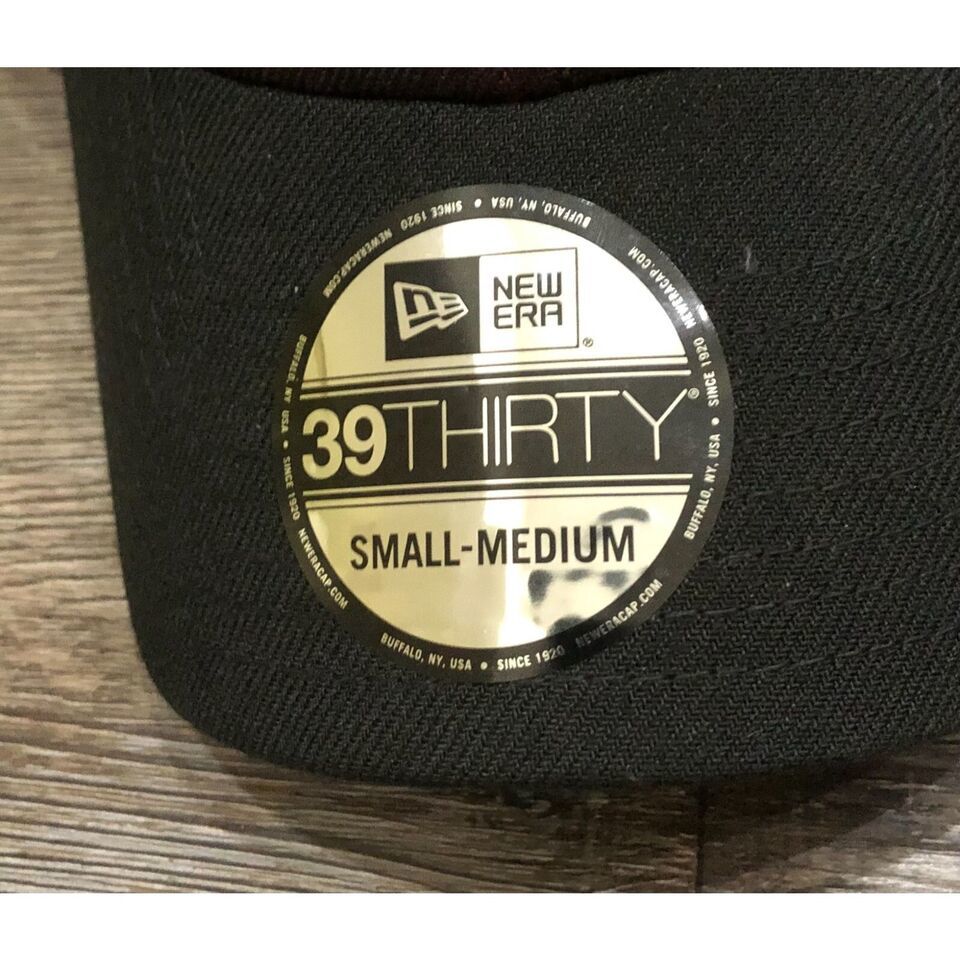 NEW
ERA®
39THIRTY®
SMALL-MEDIUM
BUFFALO, NY, USA • SINCE 1920 NEWERACAP.COM
BUFFALO, NY, USA • SINCE 1920 NEWERACAP.COM
BUFFALO, NY, USA • SINCE 1920 NEWERACAP.COM
BUFFALO, NY, USA • SINCE 1920 NEWERACAP.COM